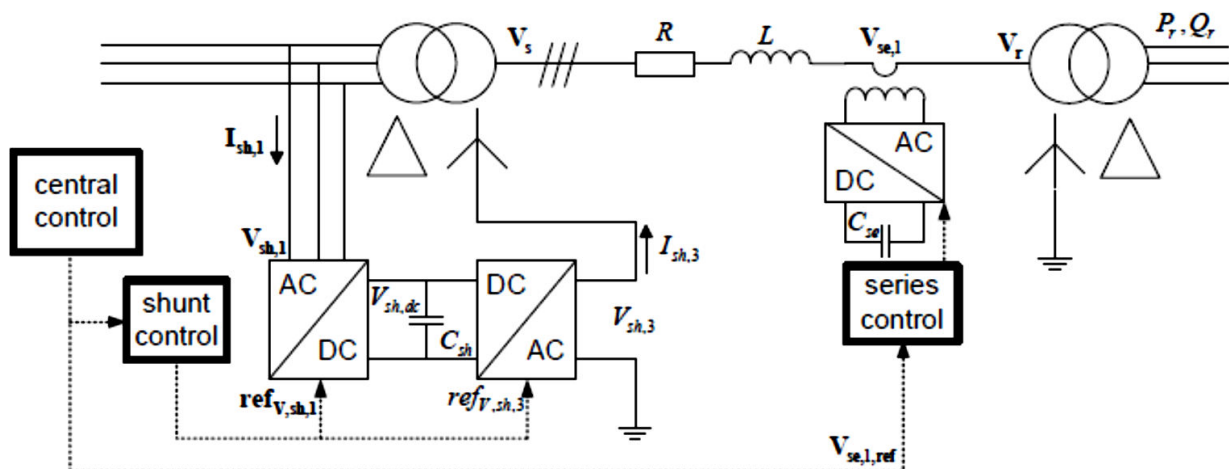 V_s
R
L
V_se,1
V_r
P_r, Q_r
I_sh,1
AC
DC
central
control
C_se
V_sh,1
I_sh,3
shunt
control
AC
DC
V_sh,dc
C_sh
DC
AC
V_sh,3
series
control
ref_V,sh,1
ref_V,sh,3
V_se,1,ref